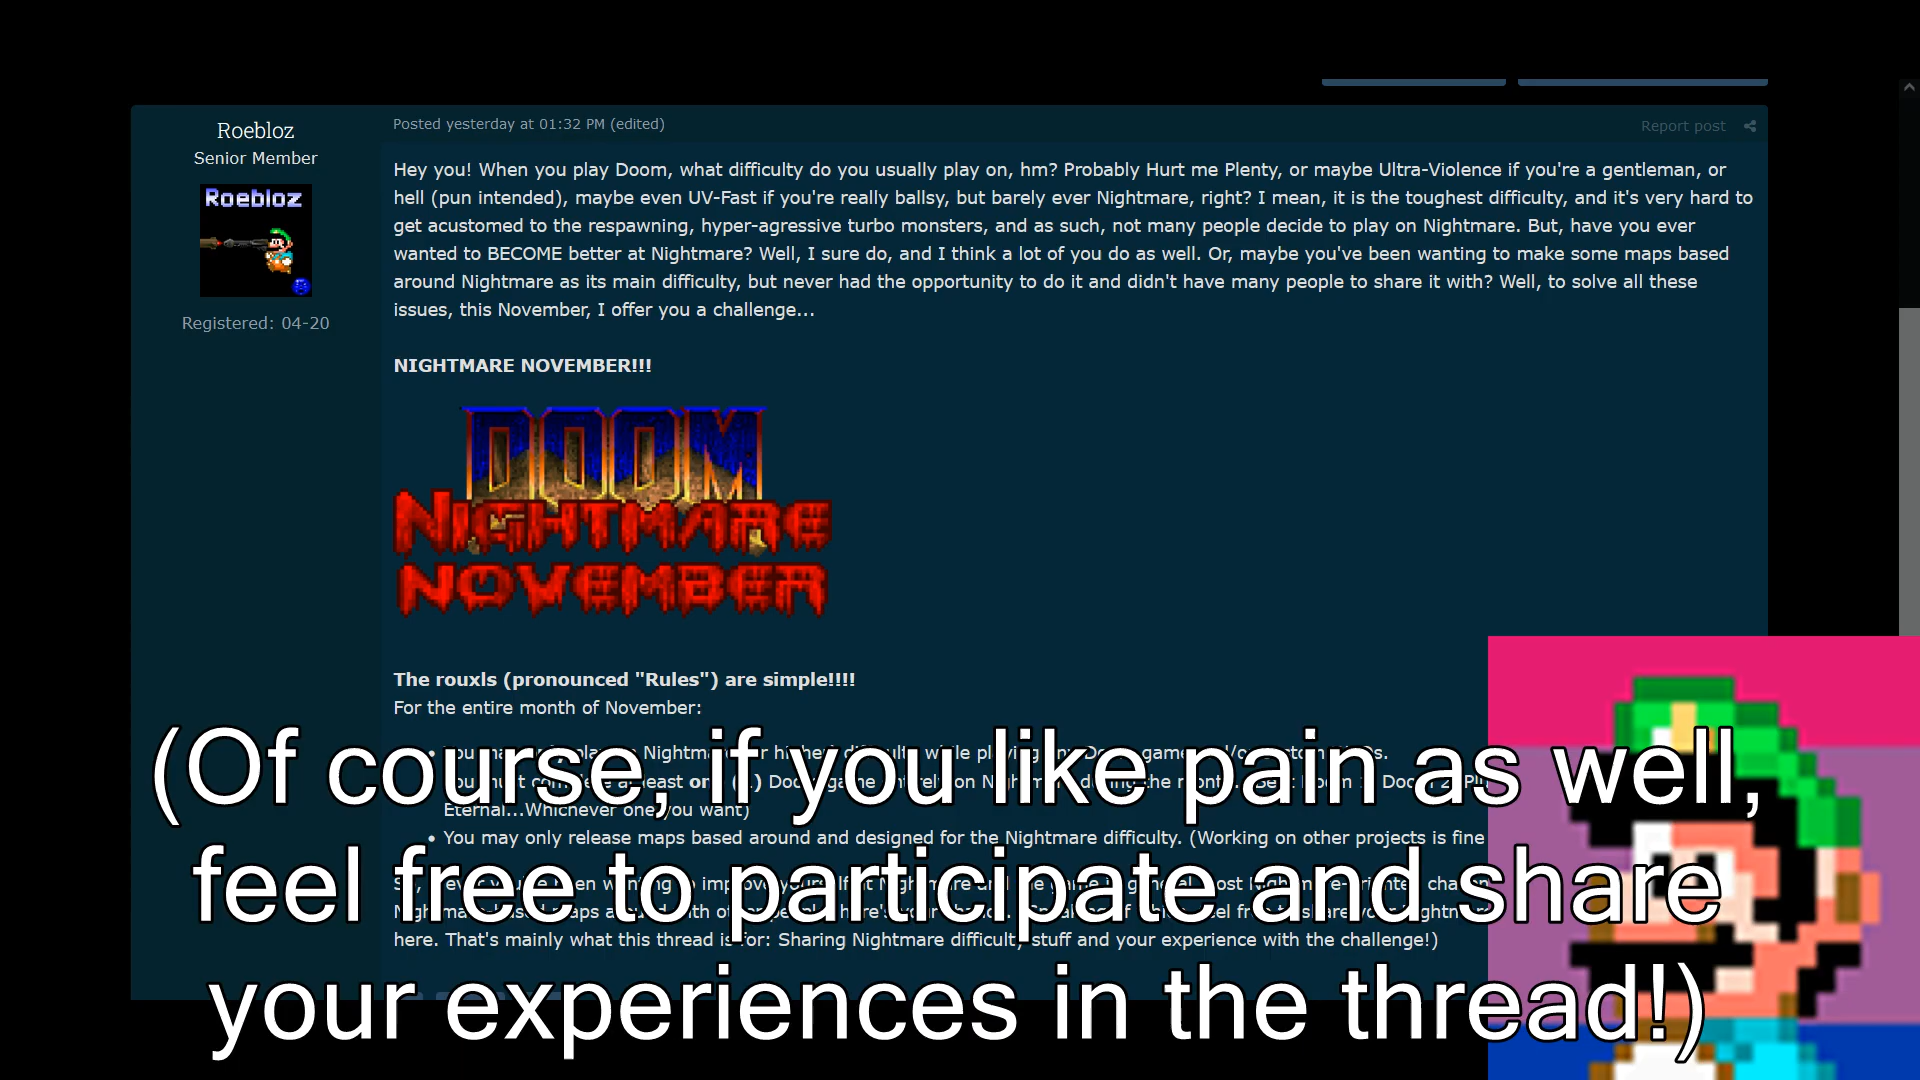 Roebloz
Senior Member
Roebloz
Registered: 04-20
Posted yesterday at 01:32 PM (edited)
Report post
Hey you! When you play Doom, what difficulty do you usually play on, hm? Probably Hurt me Plenty, or maybe Ultra-Violence if you're a gentleman, or
hell (pun intended), maybe even UV-Fast if you're really ballsy, but barely ever Nightmare, right? I mean, it is the toughest difficulty, and it's very hard to
get acustomed to the respawning, hyper-agressive turbo monsters, and as such, not many people decide to play on Nightmare. But, have you ever
wanted to BECOME better at Nightmare? Well, I sure do, and I think a lot of you do as well. Or, maybe you've been wanting to make some maps based
around Nightmare as its main difficulty, but never had the opportunity to do it and didn't have many people to share it with? Well, to solve all these
issues, this November, I offer you a challenge...
NIGHTMARE NOVEMBER!!!
DOOM
NIGHTMARE
NOVEMBER
The rouxls (pronounced "Rules") are simple!!!!
For the entire month of November:
Eternal...Whichever one you want)
• You may only release maps based around and designed for the Nightmare difficulty. (Working on other projects is fine
here. That's mainly what this thread is for: Sharing Nightmare difficulty stuff and your experience with the challenge!)
(Of course, if you like pain as well,
feel free to participate and share
your experiences in the thread!)